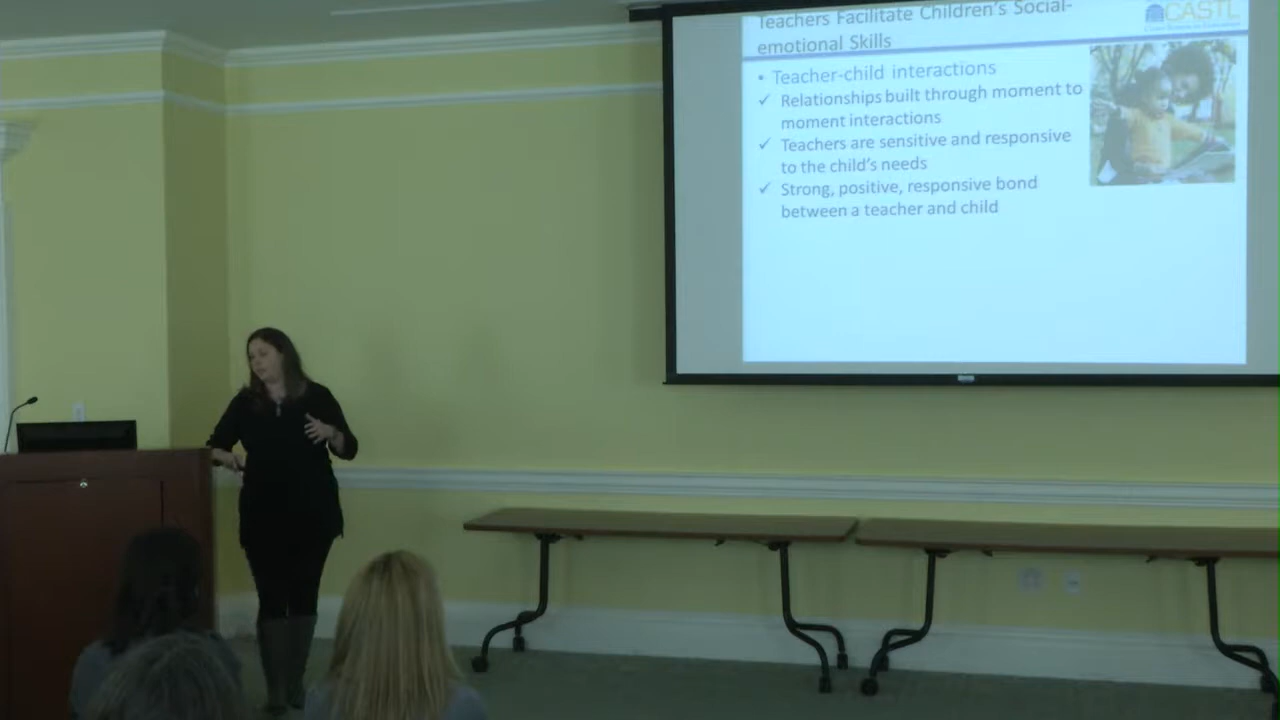 Teachers Facilitate Children's Social-
emotional Skills
CASTL
• Teacher-child interactions
✓ Relationships built through moment to
moment interactions
✓ Teachers are sensitive and responsive
to the child's needs
✓ Strong, positive, responsive bond
between a teacher and child